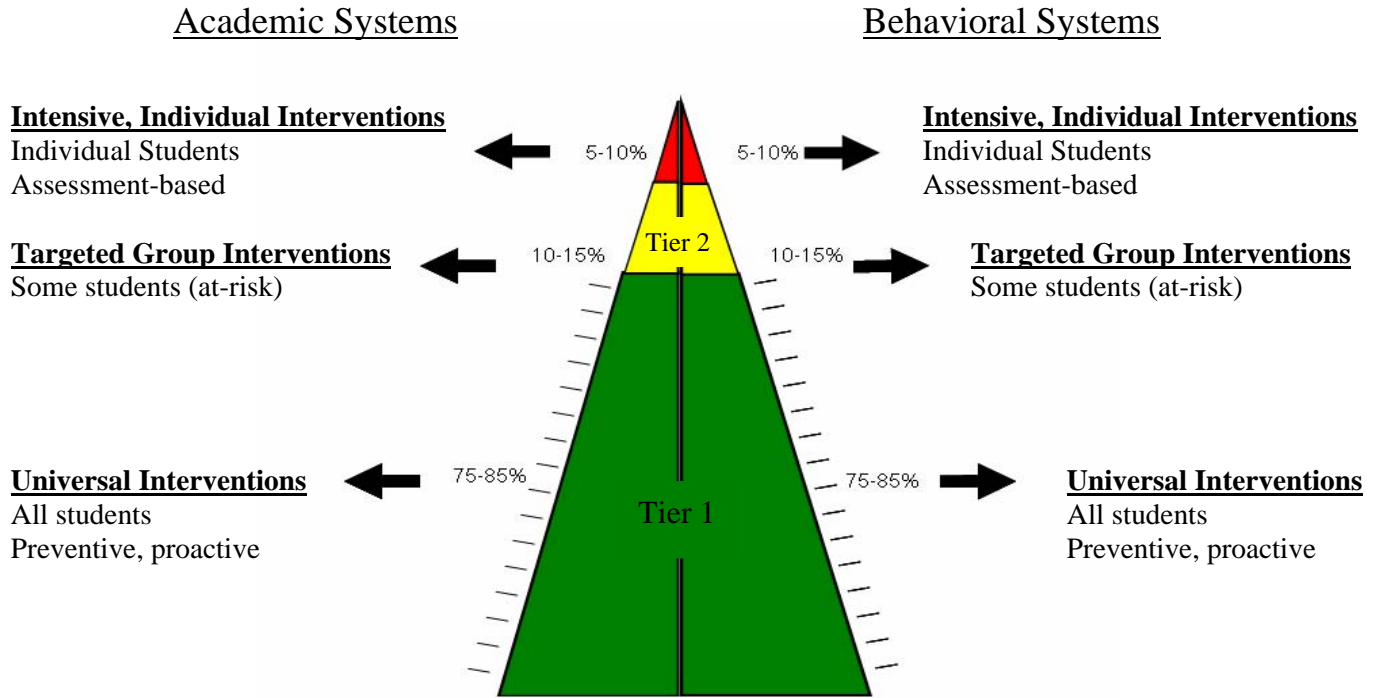 Academic Systems
Behavioral Systems
Intensive, Individual Interventions
Individual Students
Assessment-based
5-10%
5-10%
Intensive, Individual Interventions
Individual Students
Assessment-based
Targeted Group Interventions
Some students (at-risk)
10-15%
Tier 2
10-15%
Targeted Group Interventions
Some students (at-risk)
Universal Interventions
All students
Preventive, proactive
75-85%
Tier 1
75-85%
Universal Interventions
All students
Preventive, proactive